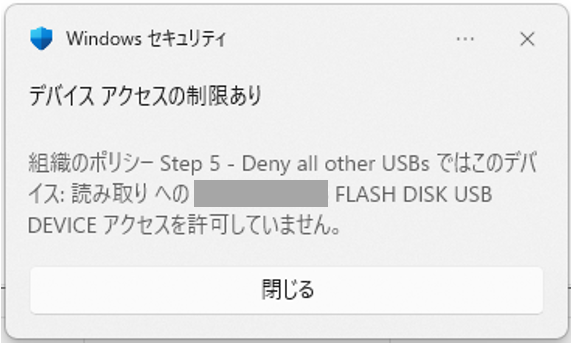 Windows セキュリティ
デバイス アクセスの制限あり
組織のポリシー Step 5 - Deny all other USBs ではこのデバ
イス: 読み取り への FLASH DISK USB
DEVICE アクセスを許可していません。
閉じる